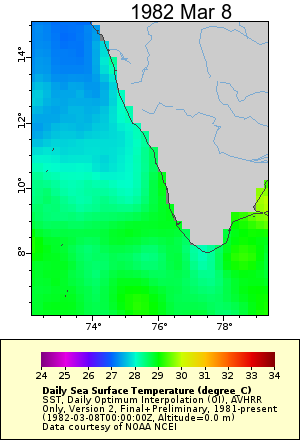 1982 Mar 8
14°
12°
10°
8°
74°
76°
78°
24 25 26 27 28 29 30 31 32 33 34
Daily Sea Surface Temperature (degree_C)
SST, Daily Optimum Interpolation (OI), AVHRR
Only, Version 2, Final+Preliminary, 1981-present
(1982-03-08T00:00:00Z, Altitude=0.0 m)
Data courtesy of NOAA NCEI